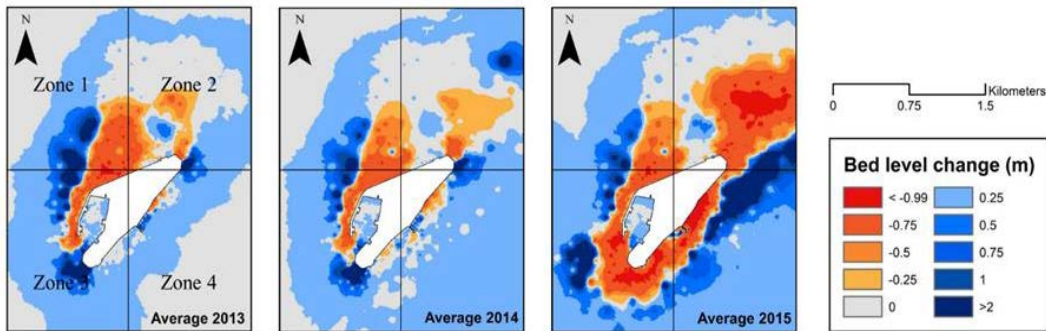 N
Zone 1
Zone 2
Zone 3
Zone 4
Average 2013
N
Average 2014
N
Average 2015
Kilometers
0 0.75 1.5
Bed level change (m)
< -0.99 0.25
-0.75 0.5
-0.5 0.75
-0.25 1
0 >2